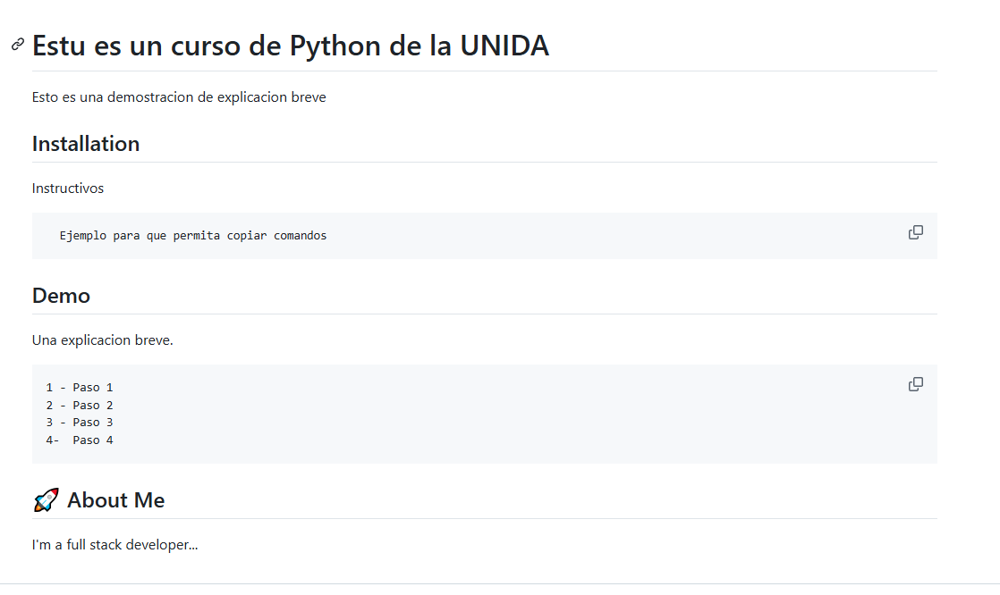 Estu es un curso de Python de la UNIDA
Esto es una demostracion de explicacion breve
Installation
Instructivos
Ejemplo para que permita copiar comandos
Demo
Una explicacion breve.
1 - Paso 1
2 - Paso 2
3 - Paso 3
4-  Paso 4
🚀 About Me
I'm a full stack developer...